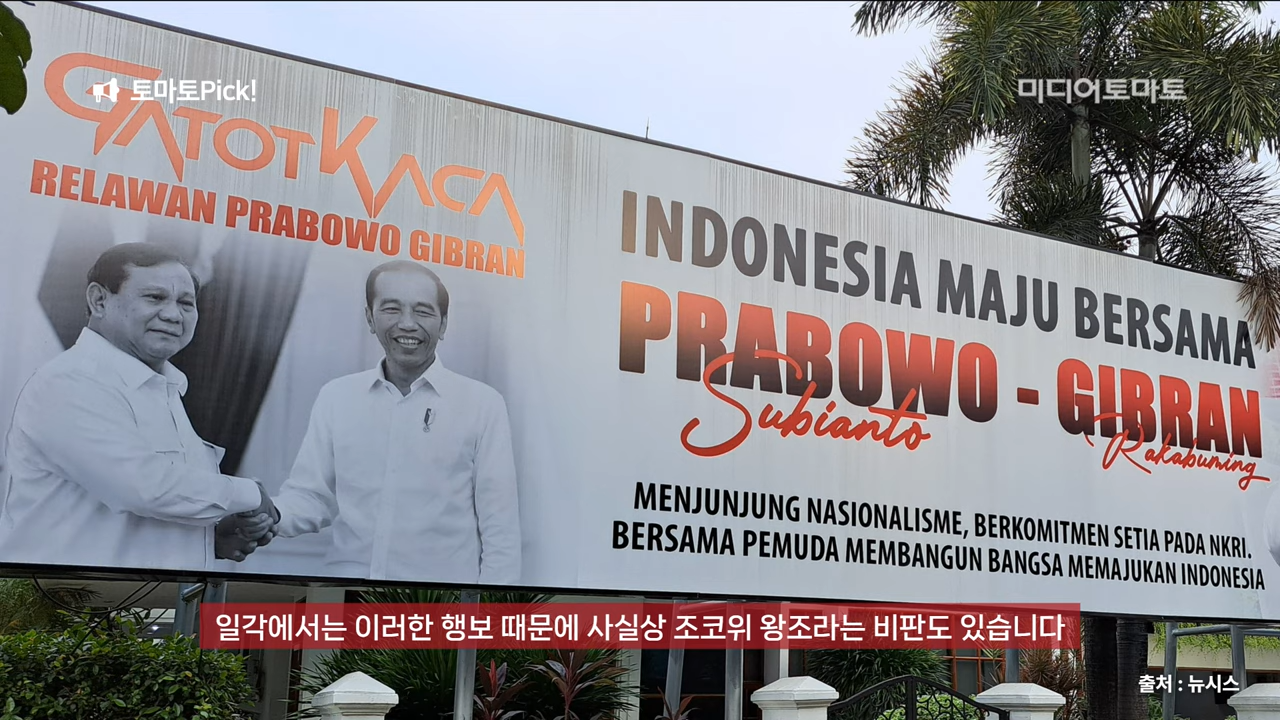 토마토Pick!
미디어토마토
GATOTKACA
RELAWAN PRABOWO GIBRAN
INDONESIA MAJU BERSAMA
PRABOWO - GIBRAN
Subianto
Rakabuming
MENJUNJUNG NASIONALISME, BERKOMITMEN SETIA PADA NKRI.
BERSAMA PEMUDA MEMBANGUN BANGSA MEMAJUKAN INDONESIA
일각에서는 이러한 행보 때문에 사실상 조코위 왕조라는 비판도 있습니다
출처 : 뉴시스